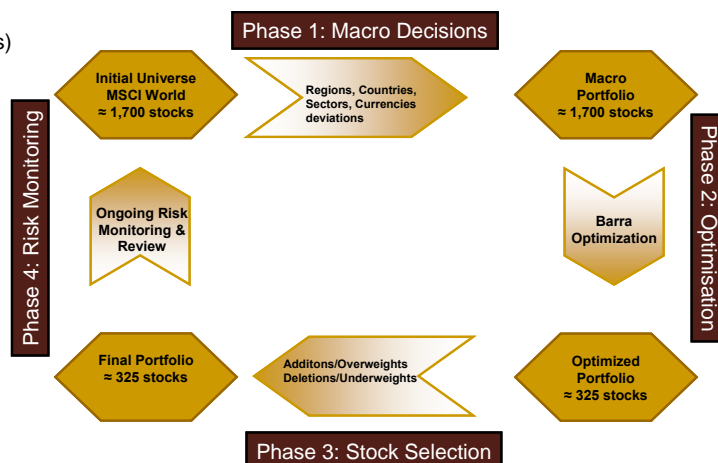 s)
Phase 1: Macro Decisions
Initial Universe
MSCI World
≈ 1,700 stocks
Regions, Countries,
Sectors, Currencies
deviations
Macro
Portfolio
≈ 1,700 stocks
Phase 2: Optimisation
Barra
Optimization
Optimized
Portfolio
≈ 325 stocks
Phase 3: Stock Selection
Additons/Overweights
Deletions/Underweights
Final Portfolio
≈ 325 stocks
Phase 4: Risk Monitoring
Ongoing Risk
Monitoring &
Review